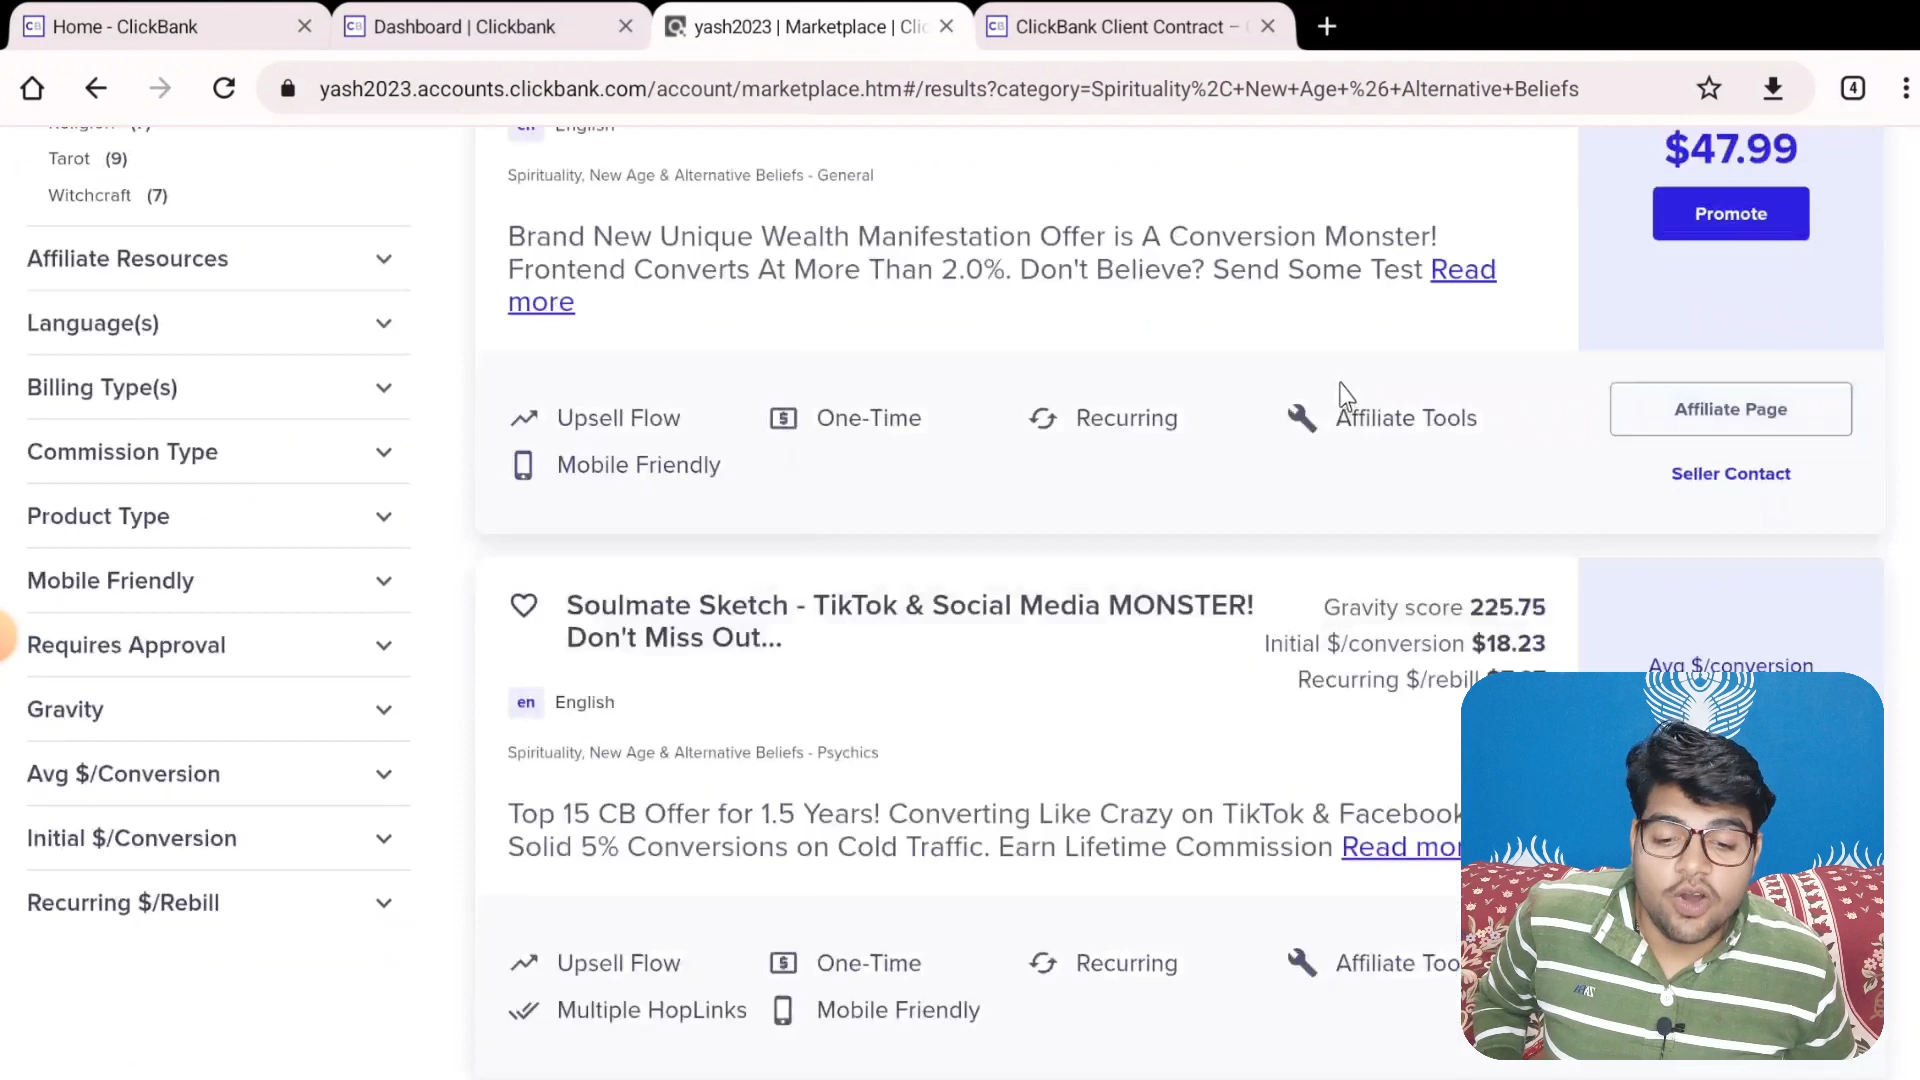 Home - ClickBank
Dashboard | Clickbank
yash2023 | Marketplace | Clic
ClickBank Client Contract –
yash2023.accounts.clickbank.com/account/marketplace.htm#/results?category=Spirituality%2C+New+Age+%26+Alternative+Beliefs
4
Tarot (9)
Witchcraft (7)
Affiliate Resources
Language(s)
Billing Type(s)
Commission Type
Product Type
Mobile Friendly
Requires Approval
Gravity
Avg $/Conversion
Initial $/Conversion
Recurring $/Rebill
en English
Spirituality, New Age & Alternative Beliefs - General
Brand New Unique Wealth Manifestation Offer is A Conversion Monster!
Frontend Converts At More Than 2.0%. Don't Believe? Send Some Test Read
more
$47.99
Promote
Upsell Flow
One-Time
Recurring
Affiliate Tools
Mobile Friendly
Affiliate Page
Seller Contact
Soulmate Sketch - TikTok & Social Media MONSTER!
Don't Miss Out...
Gravity score 225.75
Initial $/conversion $18.23
Recurring $/rebill
Avg $/conversion
en English
Spirituality, New Age & Alternative Beliefs - Psychics
Top 15 CB Offer for 1.5 Years! Converting Like Crazy on TikTok & Facebook
Solid 5% Conversions on Cold Traffic. Earn Lifetime Commission Read mor
Upsell Flow
One-Time
Recurring
Affiliate Too
Multiple HopLinks
Mobile Friendly